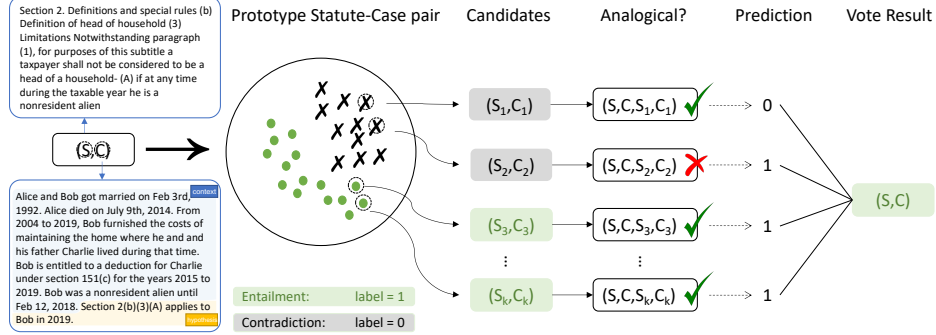 Section 2. Definitions and special rules (b)
Definition of head of household (3)
Limitations Notwithstanding paragraph
(1), for purposes of this subtitle a
taxpayer shall not be considered to be a
head of a household- (A) if at any time
during the taxable year he is a
nonresident alien
(S,C)
context
Alice and Bob got married on Feb 3rd,
1992. Alice died on July 9th, 2014. From
2004 to 2019, Bob furnished the costs of
maintaining the home where he and and
his father Charlie lived during that time.
Bob is entitled to a deduction for Charlie
under section 151(c) for the years 2015 to
2019. Bob was a nonresident alien until
Feb 12, 2018. Section 2(b)(3)(A) applies to
Bob in 2019.
hypothesis
Prototype Statute-Case pair
Entailment: label = 1
Contradiction: label = 0
Candidates
(S₁,C₁)
(S₂,C₂)
(S₃,C₃)
⋮
(Sₖ,Cₖ)
Analogical?
(S,C,S₁,C₁)
(S,C,S₂,C₂)
(S,C,S₃,C₃)
⋮
(S,C,Sₖ,Cₖ)
Prediction
0
1
1
1
Vote Result
(S,C)